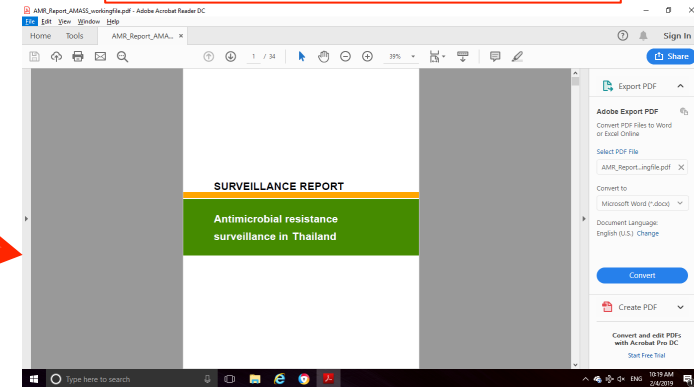 AMR_Report_AMASS_workingfile.pdf - Adobe Acrobat Reader DC
File Edit View Window Help
Home Tools AMR_Report_AMA... × Sign In
1 / 34 39% Share
SURVEILLANCE REPORT
Antimicrobial resistance
surveillance in Thailand
Export PDF
Adobe Export PDF
Convert PDF Files to Word
or Excel Online
Select PDF File
AMR_Report...ingfile.pdf ×
Convert to
Microsoft Word (*.docx)
Document Language:
English (U.S.) Change
Convert
Create PDF
Convert and edit PDFs
with Acrobat Pro DC
Start Free Trial
Type here to search
ENG
10:19 AM
2/4/2019